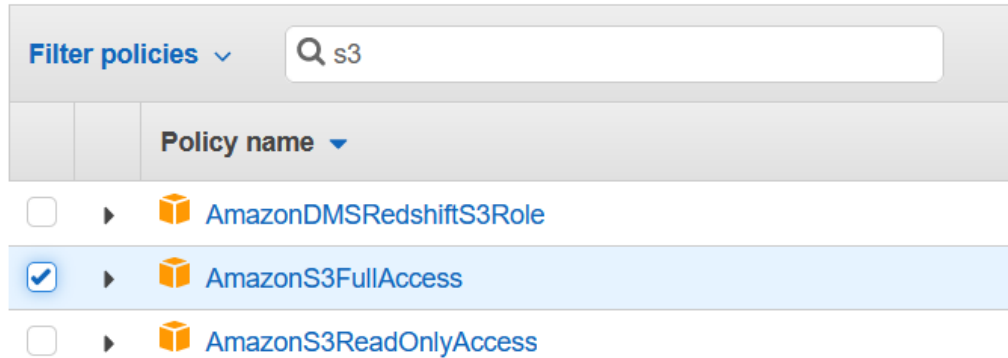 Filter policies s3
Policy name
AmazonDMSRedshiftS3Role
AmazonS3FullAccess
AmazonS3ReadOnlyAccess